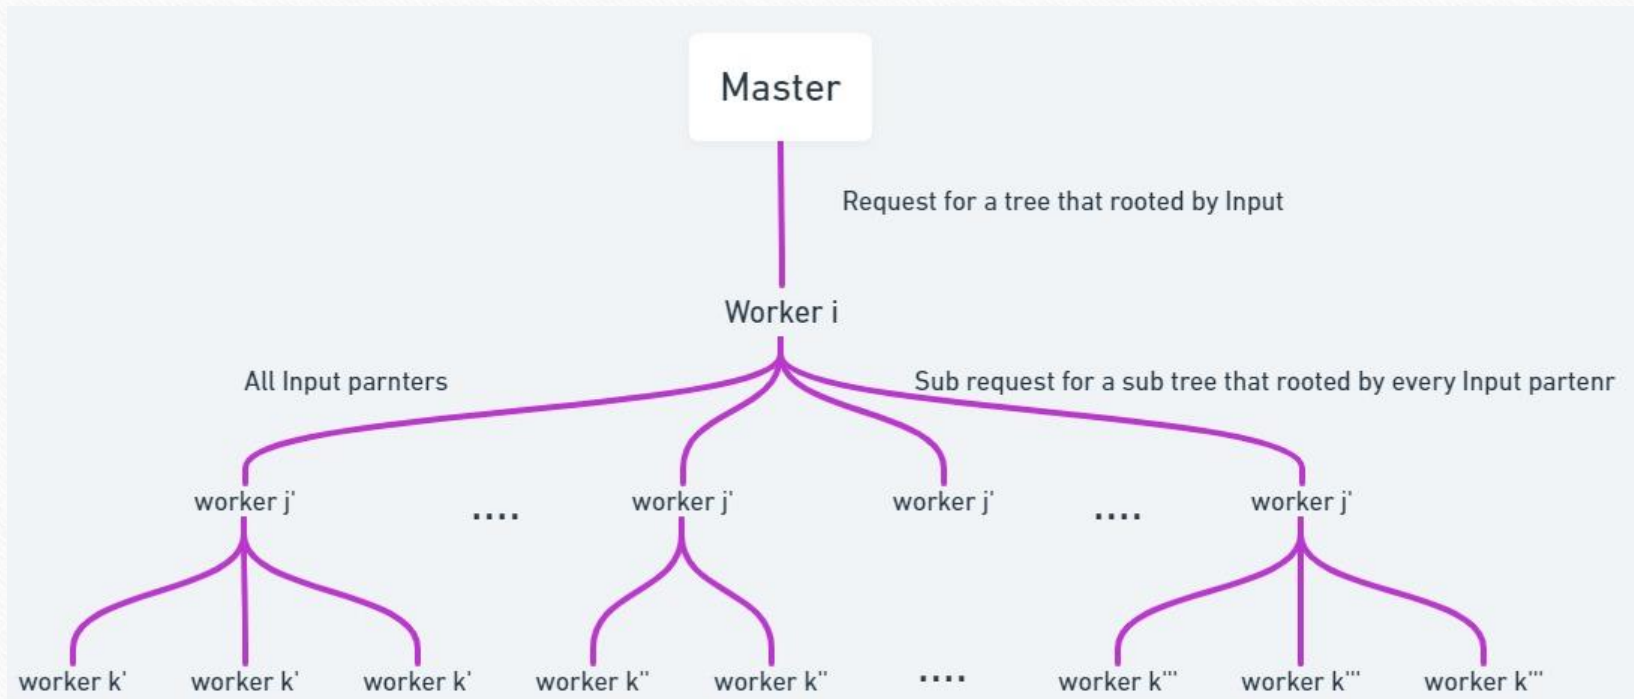 Master
Request for a tree that rooted by Input
Worker i
All Input parnters
Sub request for a sub tree that rooted by every Input partenr
worker j' .... worker j' worker j' .... worker j'
worker k' worker k' worker k' worker k'' worker k'' .... worker k''' worker k''' worker k'''